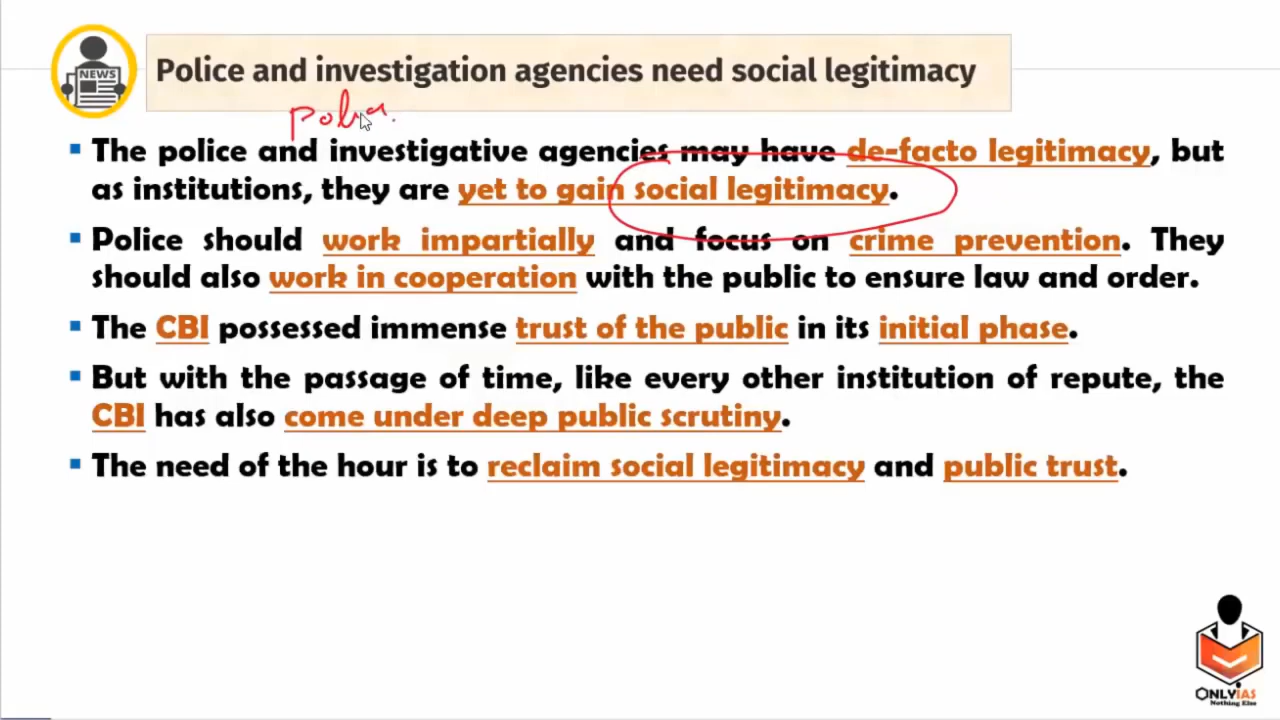 NEWS
Police and investigation agencies need social legitimacy
▪ The police and investigative agencies may have de-facto legitimacy, but
as institutions, they are yet to gain social legitimacy.
▪ Police should work impartially and focus on crime prevention. They
should also work in cooperation with the public to ensure law and order.
▪ The CBI possessed immense trust of the public in its initial phase.
▪ But with the passage of time, like every other institution of repute, the
CBI has also come under deep public scrutiny.
▪ The need of the hour is to reclaim social legitimacy and public trust.
ONLYIAS
Nothing Else